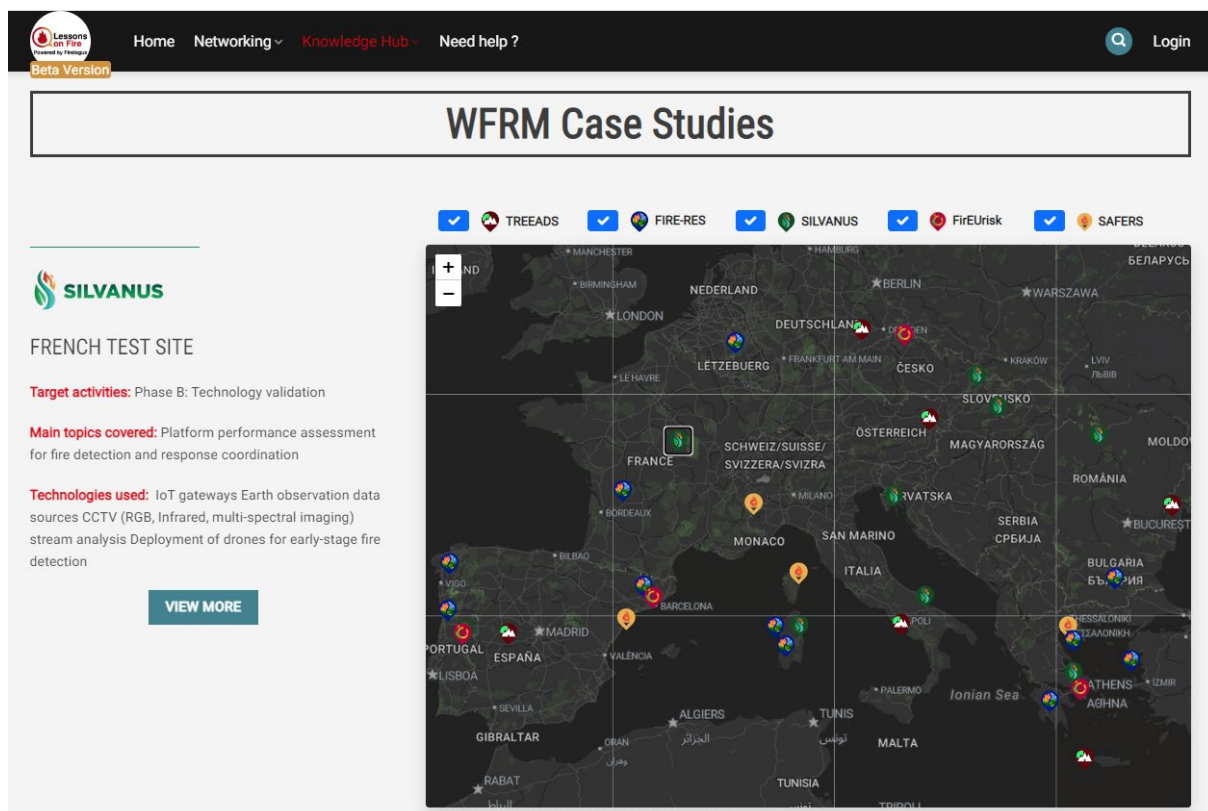 Lessons
on Fire
Powered by Firelogue
Beta Version
Home
Networking
Knowledge Hub
Need help ?
Login
WFRM Case Studies
SILVANUS
FRENCH TEST SITE
Target activities: Phase B: Technology validation
Main topics covered: Platform performance assessment
for fire detection and response coordination
Technologies used: IoT gateways Earth observation data
sources CCTV (RGB, Infrared, multi-spectral imaging)
stream analysis Deployment of drones for early-stage fire
detection
VIEW MORE
TREEADS
FIRE-RES
SILVANUS
FirEUrisk
SAFERS
+
−
MANCHESTER
HAMBURG
БЕЛАРУСЬ
BIRMINGHAM
NEDERLAND
BERLIN
WARSZAWA
LONDON
DEUTSCHLAN
LËTZEBUERG
FRANKFURT AM MAIN
ČESKO
KRAKÓW
LVIV
ЛЬВІВ
LE HAVRE
SLOVENSKO
ÖSTERREICH
MAGYARORSZÁG
MOLDO
FRANCE
SCHWEIZ/SUISSE/
SVIZZERA/SVIZRA
ROMÂNIA
MILANO
RVATSKA
BORDEAUX
SERBIA
СРБИЈА
BUCUREST
MONACO
SAN MARINO
BILBAO
ITALIA
BULGARIA
VIGO
BARCELONA
POLI
THESSALONIKI
MADRID
PORTUGAL
ESPAÑA
VALÈNCIA
LISBOA
PALERMO
Ionian Sea
ATHENS
ΑΘΗΝΑ
IZMIR
SEVILLA
ALGIERS
الجزائر
TUNIS
تونس
GIBRALTAR
ORAN
وهران
MALTA
RABAT
TUNISIA
TRIPOLI